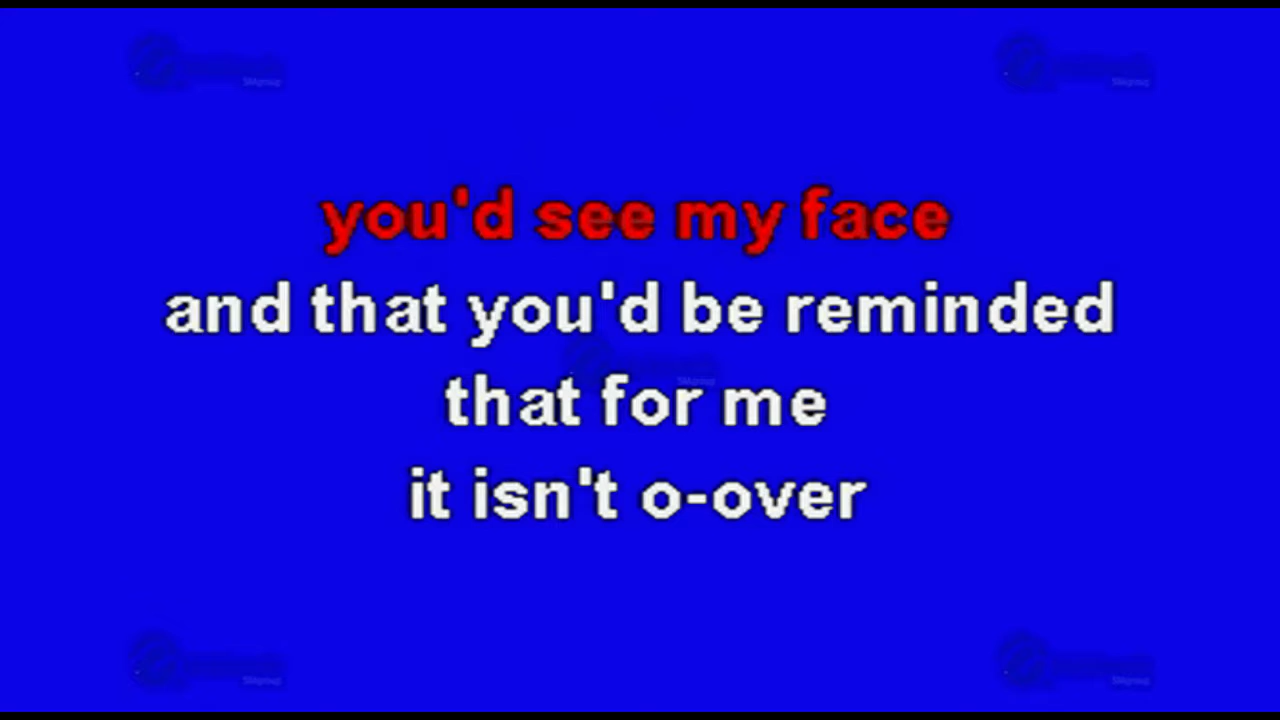 you'd see my face
and that you'd be reminded
that for me
it isn't o-over